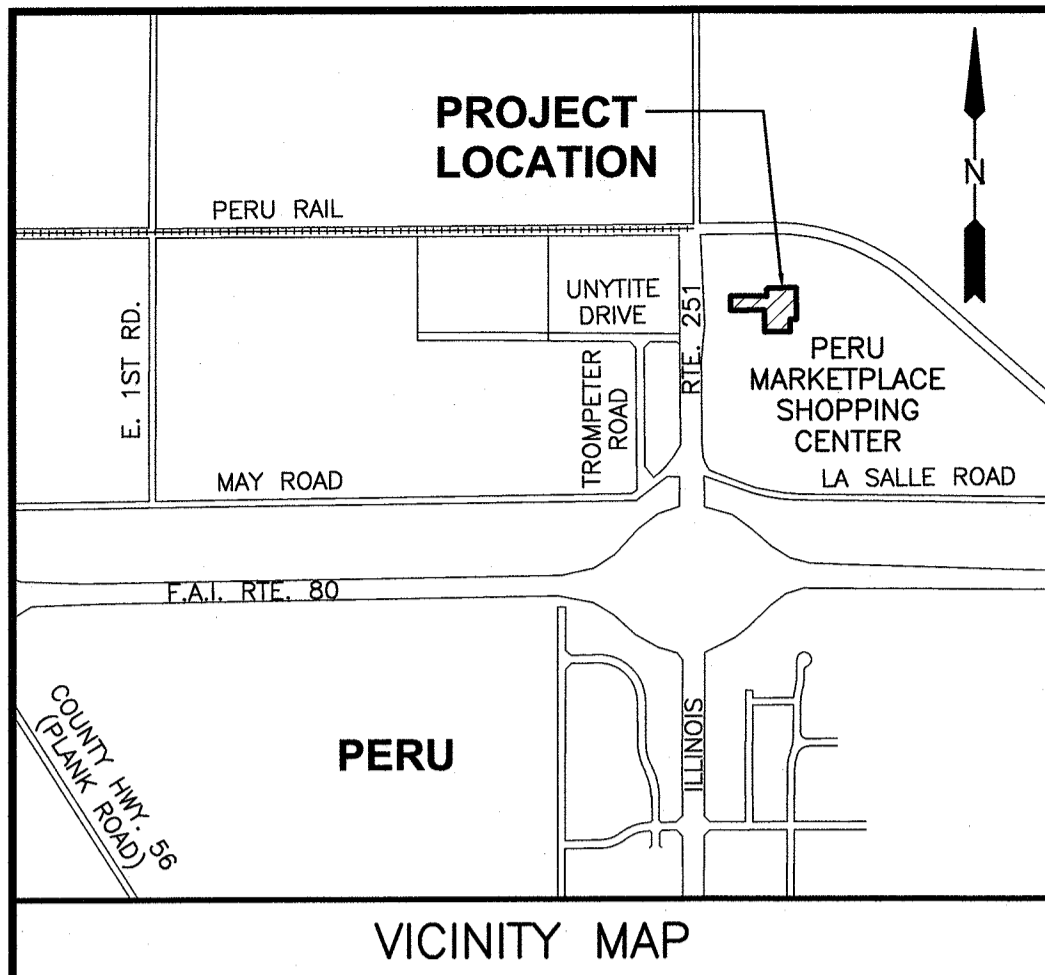 PROJECT
LOCATION
N
PERU RAIL
UNYTITE
DRIVE
RTE. 251
E. 1ST RD.
TROMPETER
ROAD
PERU
MARKETPLACE
SHOPPING
CENTER
MAY ROAD
LA SALLE ROAD
F.A.I. RTE. 80
COUNTY HWY. 56
(PLANK ROAD)
PERU
ILLINOIS
VICINITY MAP